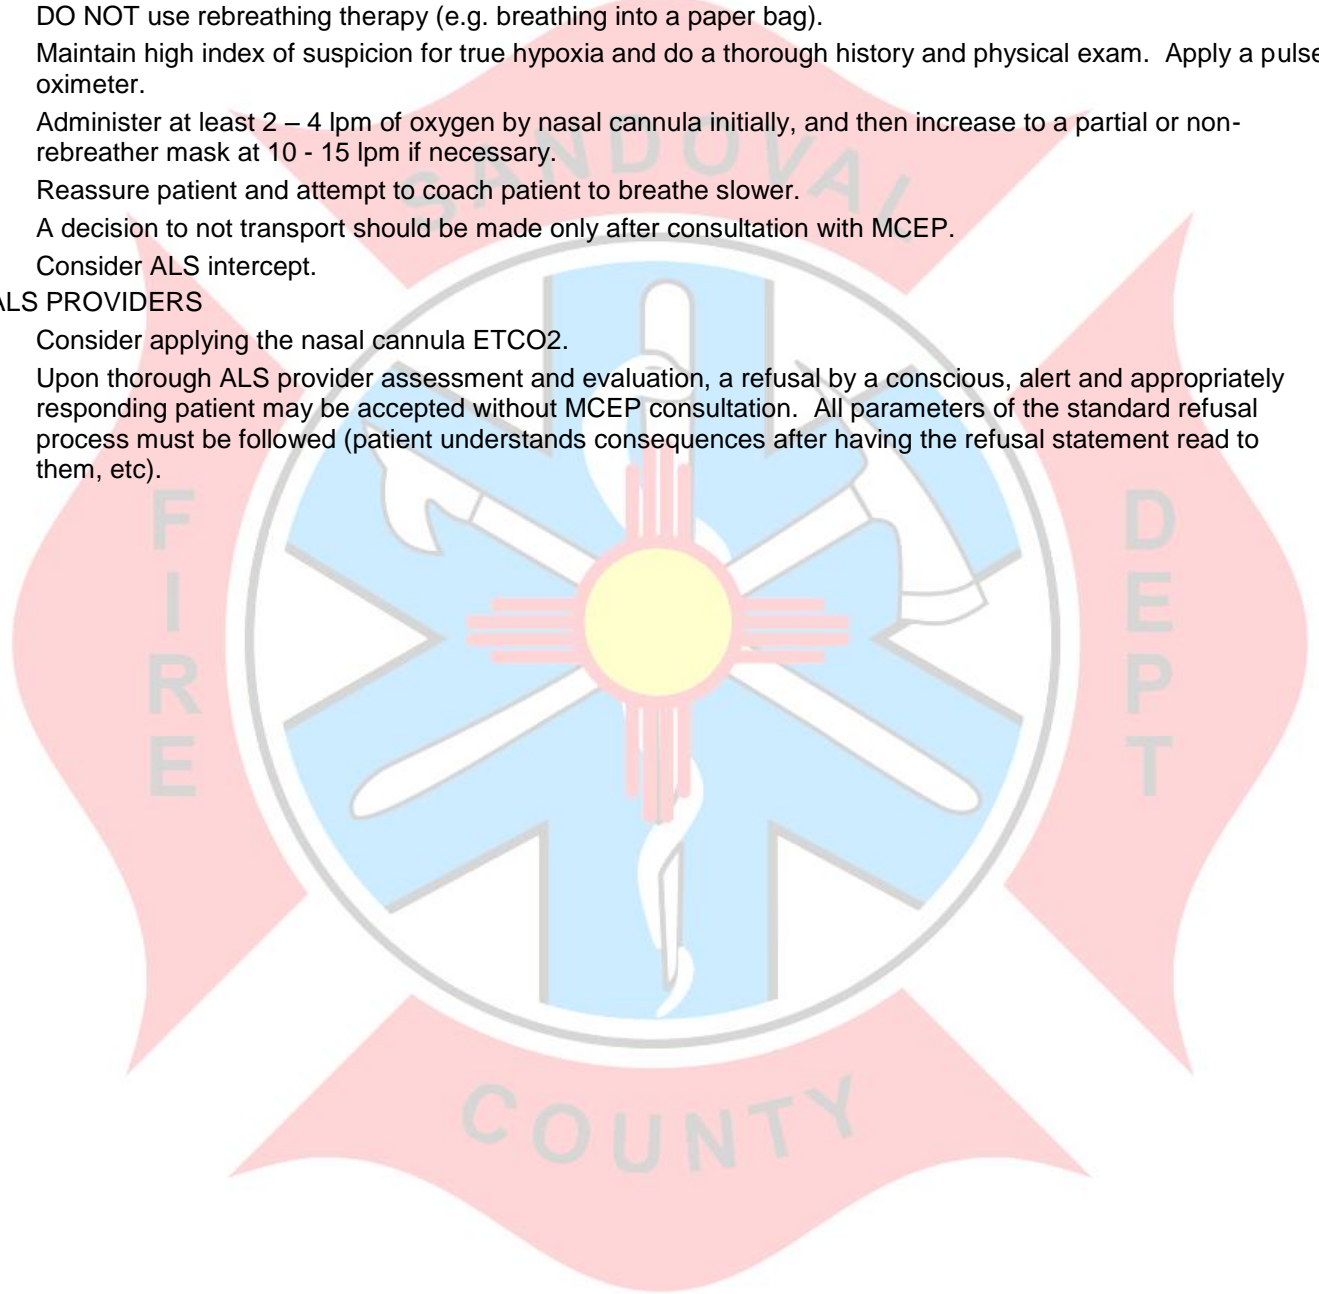 DO NOT use rebreathing therapy (e.g. breathing into a paper bag).
Maintain high index of suspicion for true hypoxia and do a thorough history and physical exam.  Apply a pulse
oximeter.
Administer at least 2 – 4 lpm of oxygen by nasal cannula initially, and then increase to a partial or non-
rebreather mask at 10 - 15 lpm if necessary.
Reassure patient and attempt to coach patient to breathe slower.
A decision to not transport should be made only after consultation with MCEP.
Consider ALS intercept.
ALS PROVIDERS
Consider applying the nasal cannula ETCO2.
Upon thorough ALS provider assessment and evaluation, a refusal by a conscious, alert and appropriately
responding patient may be accepted without MCEP consultation.  All parameters of the standard refusal
process must be followed (patient understands consequences after having the refusal statement read to
them, etc).
SANDOVAL
FIRE
DEPT
COUNTY